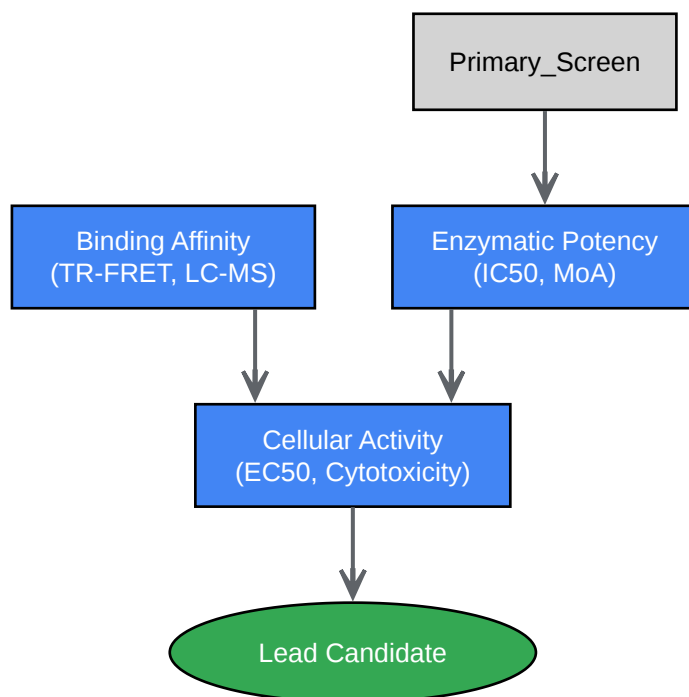 Primary_Screen
Binding Affinity
(TR-FRET, LC-MS)
Enzymatic Potency
(IC50, MoA)
Cellular Activity
(EC50, Cytotoxicity)
Lead Candidate